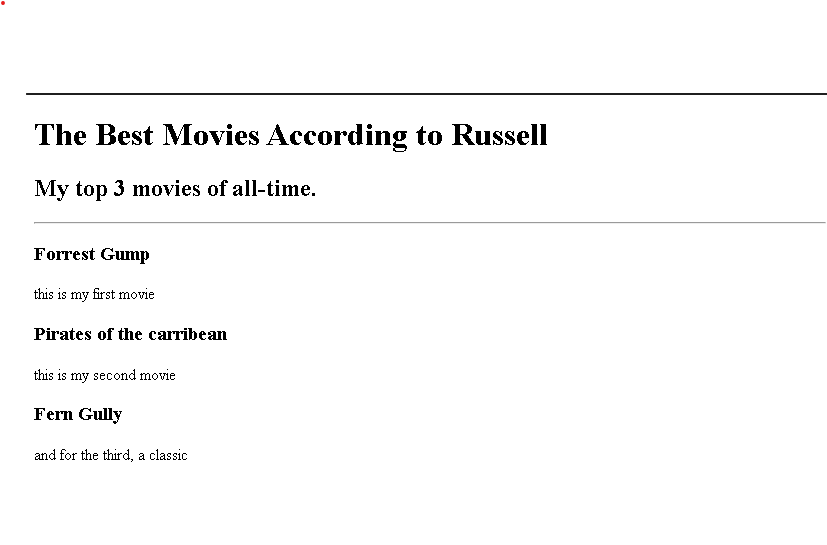 The Best Movies According to Russell
My top 3 movies of all-time.
Forrest Gump
this is my first movie
Pirates of the carribean
this is my second movie
Fern Gully
and for the third, a classic